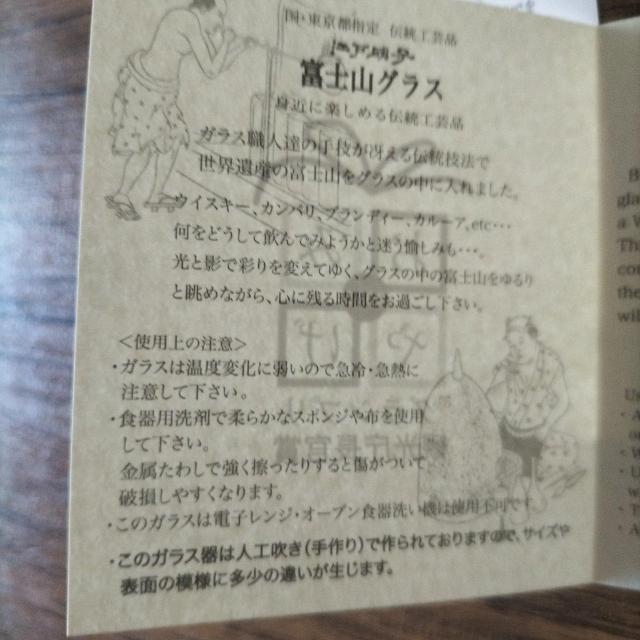 国・東京都指定 伝統工芸品
江戸硝子
富士山グラス
身近に楽しめる伝統工芸品
ガラス職人達の手技が冴える伝統技法で
世界遺産の富士山をグラスの中に入れました。
ウイスキー、カンパリ、ブランディー、カルーア,etc…
何をどうして飲んでみようかと迷う愉しみも…。
光と影で彩りを変えてゆく、グラスの中の富士山をゆるり
と眺めながら、心に残る時間をお過ごし下さい。
<使用上の注意>
・ガラスは温度変化に弱いので急冷・急熱に
注意して下さい。
・食器用洗剤で柔らかなスポンジや布を使用
して下さい。
金属たわしで強く擦ったりすると傷がついて
破損しやすくなります。
・このガラスは電子レンジ・オーブン食器洗い機は使用不可です
・このガラス器は人工吹き(手作り)で作られておりますので、サイズや
表面の模様に多少の違いが生じます。